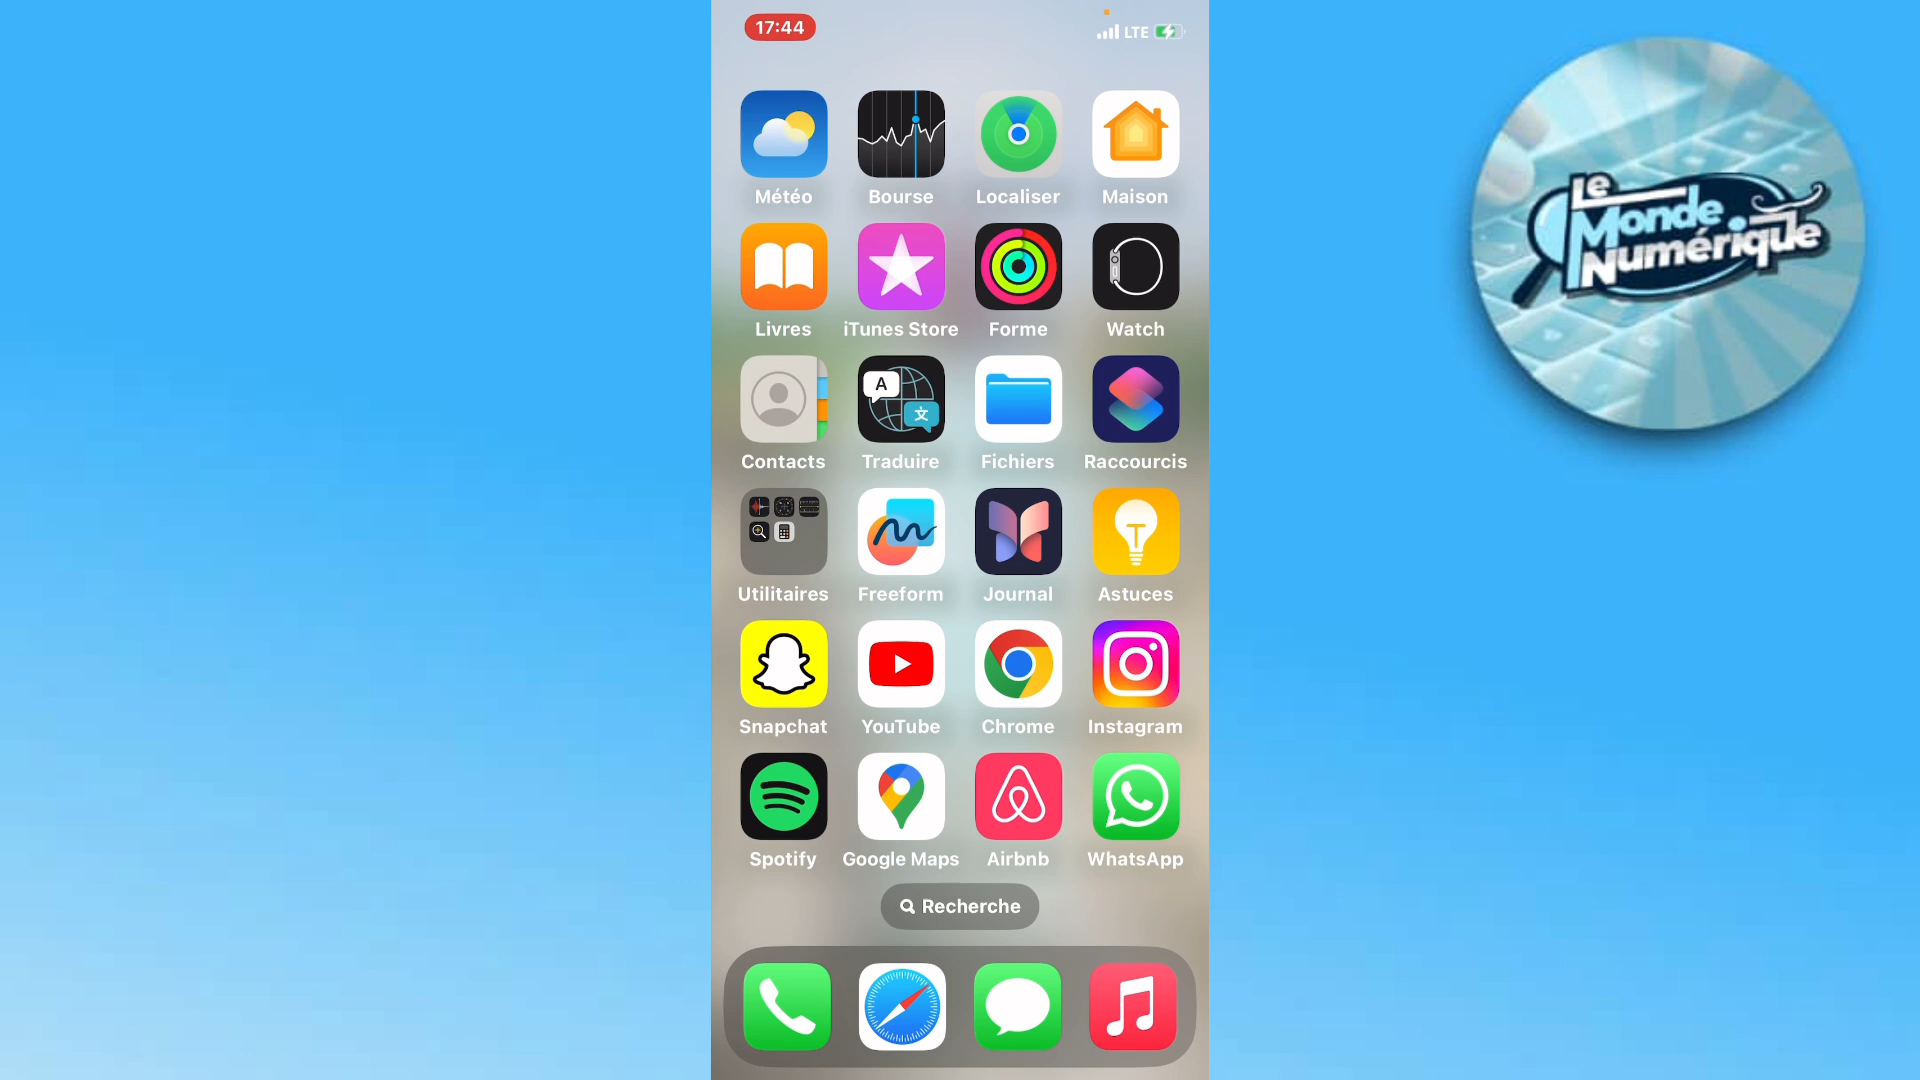 17:44
LTE
Le
Monde
Numérique
Météo
Bourse
Localiser
Maison
Livres
iTunes Store
Forme
Watch
A
文
Contacts
Traduire
Fichiers
Raccourcis
Utilitaires
Freeform
Journal
Astuces
Snapchat
YouTube
Chrome
Instagram
Spotify
Google Maps
Airbnb
WhatsApp
Recherche